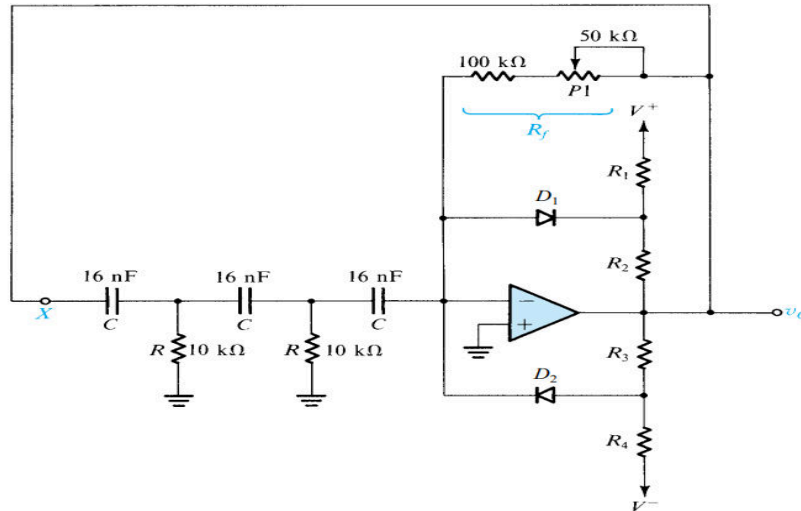 50 kΩ
100 kΩ
P1
R_f
V⁺
R₁
D₁
16 nF 16 nF 16 nF
R₂
X
C C C
− +
R 10 kΩ R 10 kΩ
R₃
D₂
R₄
V⁻